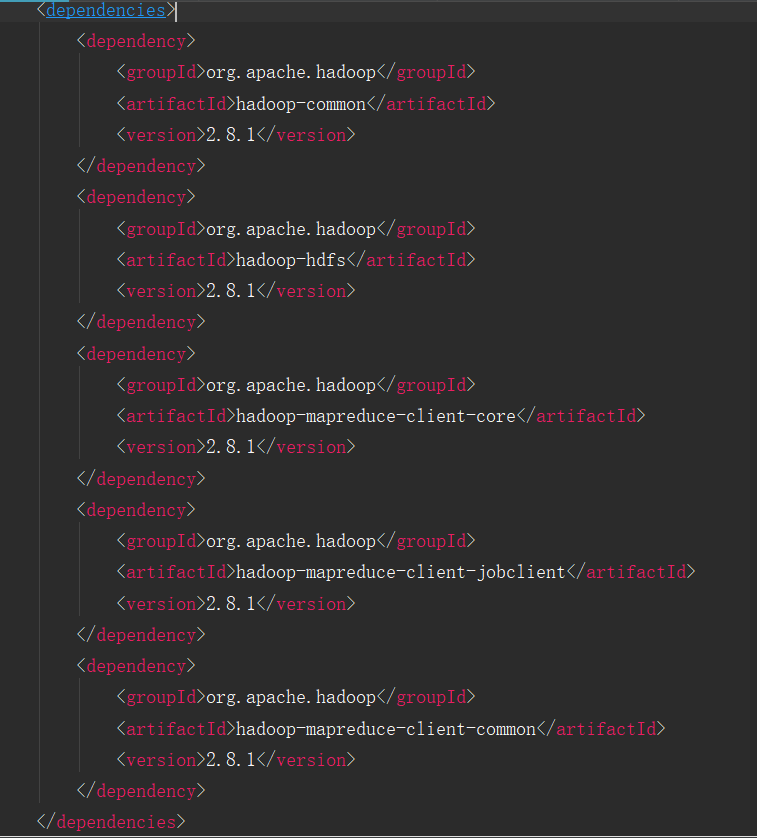 <dependencies>
<dependency>
<groupId>org.apache.hadoop</groupId>
<artifactId>hadoop-common</artifactId>
<version>2.8.1</version>
</dependency>
<dependency>
<groupId>org.apache.hadoop</groupId>
<artifactId>hadoop-hdfs</artifactId>
<version>2.8.1</version>
</dependency>
<dependency>
<groupId>org.apache.hadoop</groupId>
<artifactId>hadoop-mapreduce-client-core</artifactId>
<version>2.8.1</version>
</dependency>
<dependency>
<groupId>org.apache.hadoop</groupId>
<artifactId>hadoop-mapreduce-client-jobclient</artifactId>
<version>2.8.1</version>
</dependency>
<dependency>
<groupId>org.apache.hadoop</groupId>
<artifactId>hadoop-mapreduce-client-common</artifactId>
<version>2.8.1</version>
</dependency>
</dependencies>